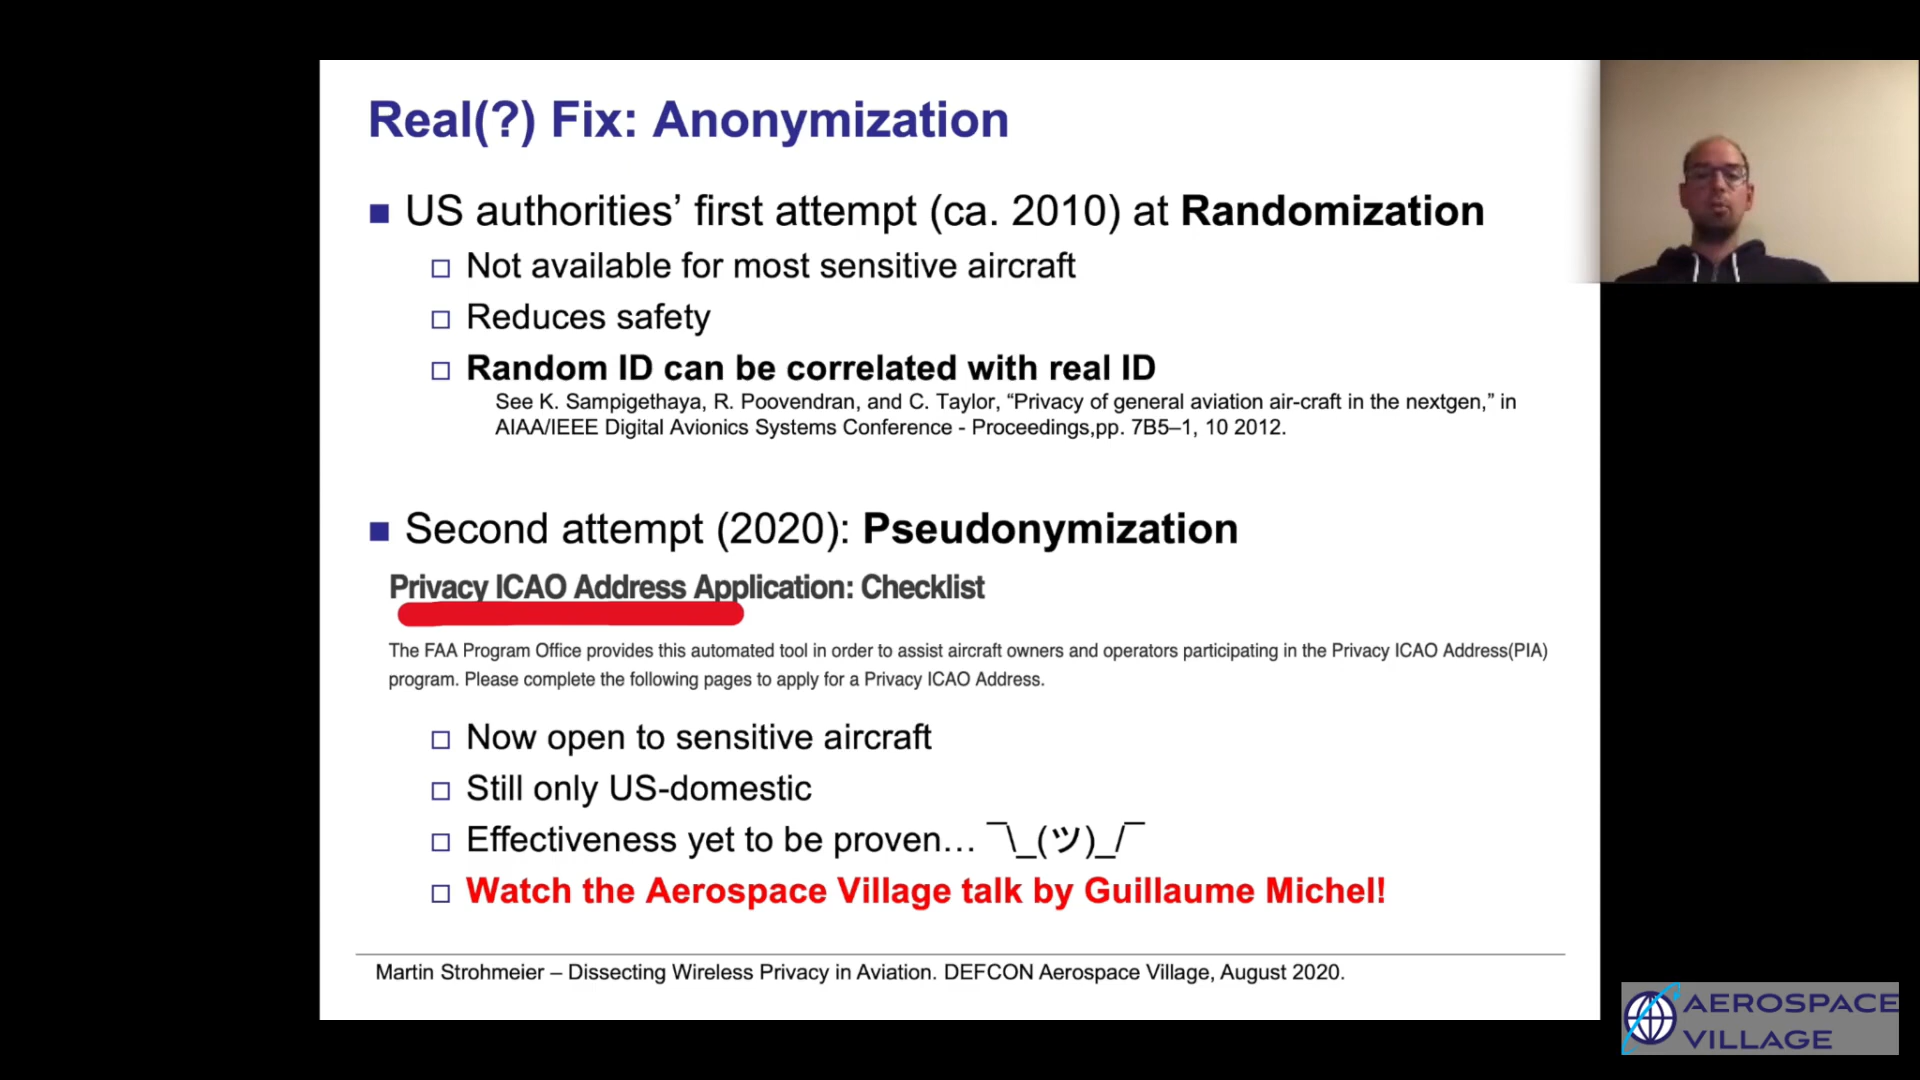 Real(?) Fix: Anonymization
US authorities’ first attempt (ca. 2010) at Randomization
Not available for most sensitive aircraft
Reduces safety
Random ID can be correlated with real ID
See K. Sampigethaya, R. Poovendran, and C. Taylor, “Privacy of general aviation air-craft in the nextgen,” in
AIAA/IEEE Digital Avionics Systems Conference - Proceedings,pp. 7B5–1, 10 2012.
Second attempt (2020): Pseudonymization
Privacy ICAO Address Application: Checklist
The FAA Program Office provides this automated tool in order to assist aircraft owners and operators participating in the Privacy ICAO Address(PIA)
program. Please complete the following pages to apply for a Privacy ICAO Address.
Now open to sensitive aircraft
Still only US-domestic
Effectiveness yet to be proven… ¯\_(ツ)_/¯
Watch the Aerospace Village talk by Guillaume Michel!
Martin Strohmeier – Dissecting Wireless Privacy in Aviation. DEFCON Aerospace Village, August 2020.
AEROSPACE
VILLAGE